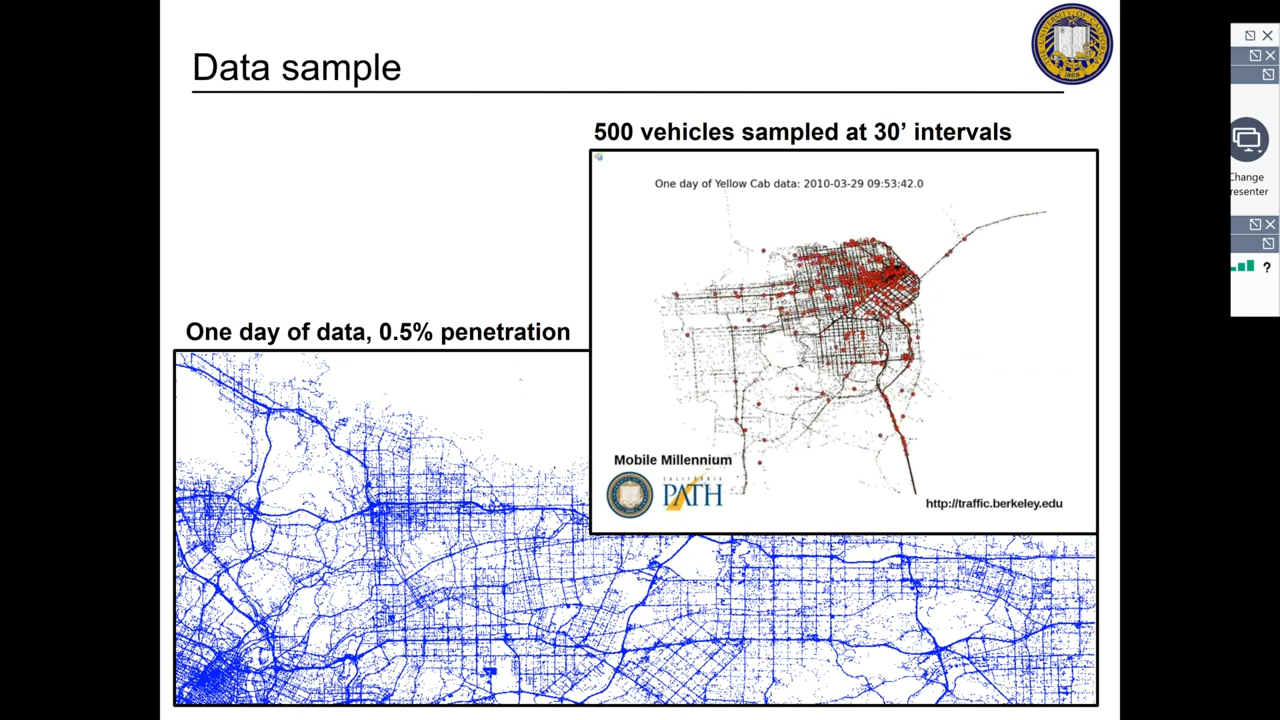 Data sample
500 vehicles sampled at 30’ intervals
One day of Yellow Cab data: 2010-03-29 09:53:42.0
One day of data, 0.5% penetration
Mobile Millennium
CALIFORNIA
PATH
http://traffic.berkeley.edu
Change
resenter
?